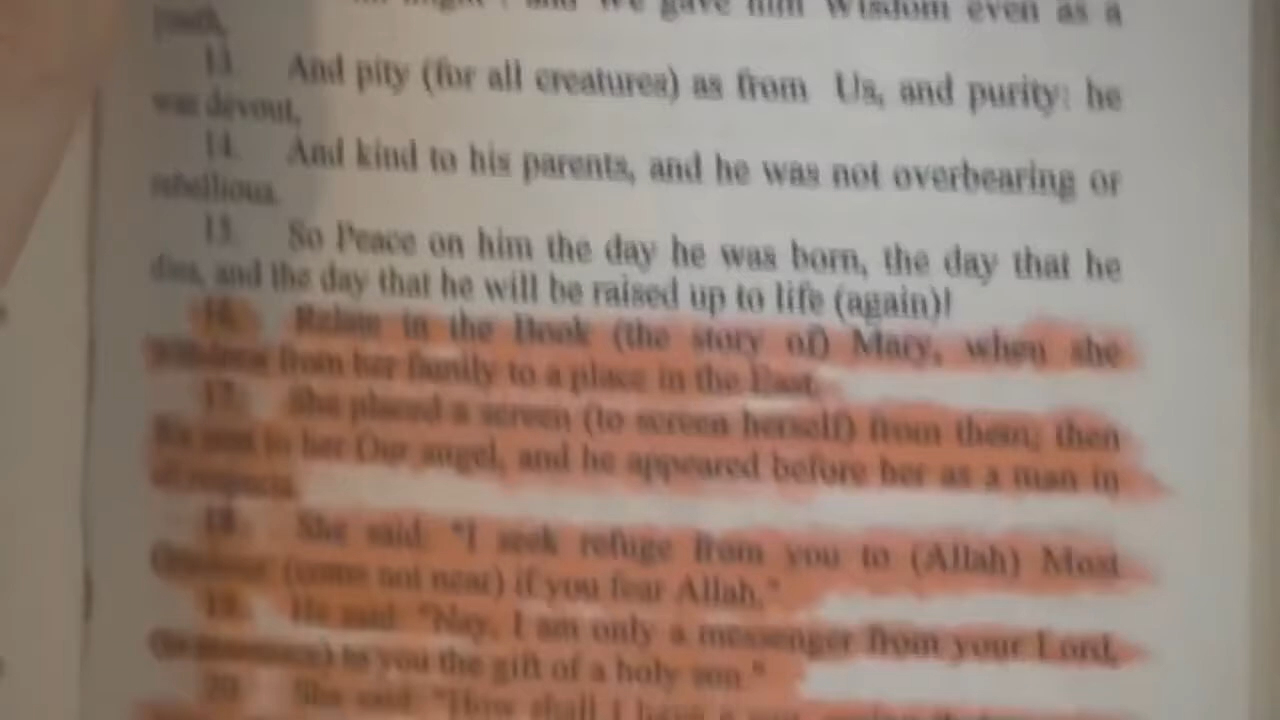 We gave him Wisdom even as a
youth,
13. And pity (for all creatures) as from Us, and purity: he
was devout,
14. And kind to his parents, and he was not overbearing or
rebellious.
15. So Peace on him the day he was born, the day that he
dies, and the day that he will be raised up to life (again)!
16. Relate in the Book (the story of) Mary, when she
withdrew from her family to a place in the East.
17. She placed a screen (to screen herself) from them; then
We sent to her Our angel, and he appeared before her as a man in
all respects.
18. She said: "I seek refuge from you to (Allah) Most
Gracious: (come not near) if you fear Allah."
19. He said: "Nay, I am only a messenger from your Lord,
to you the gift of a holy son."
20. She said: "How shall I have a son,